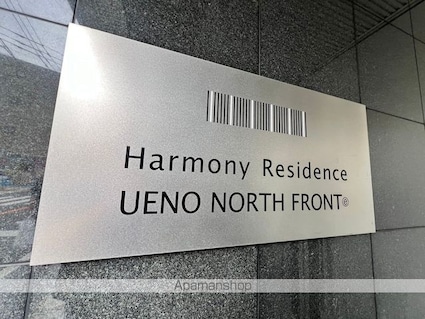 Harmony Residence
UENO NORTH FRONT
Apamanshop